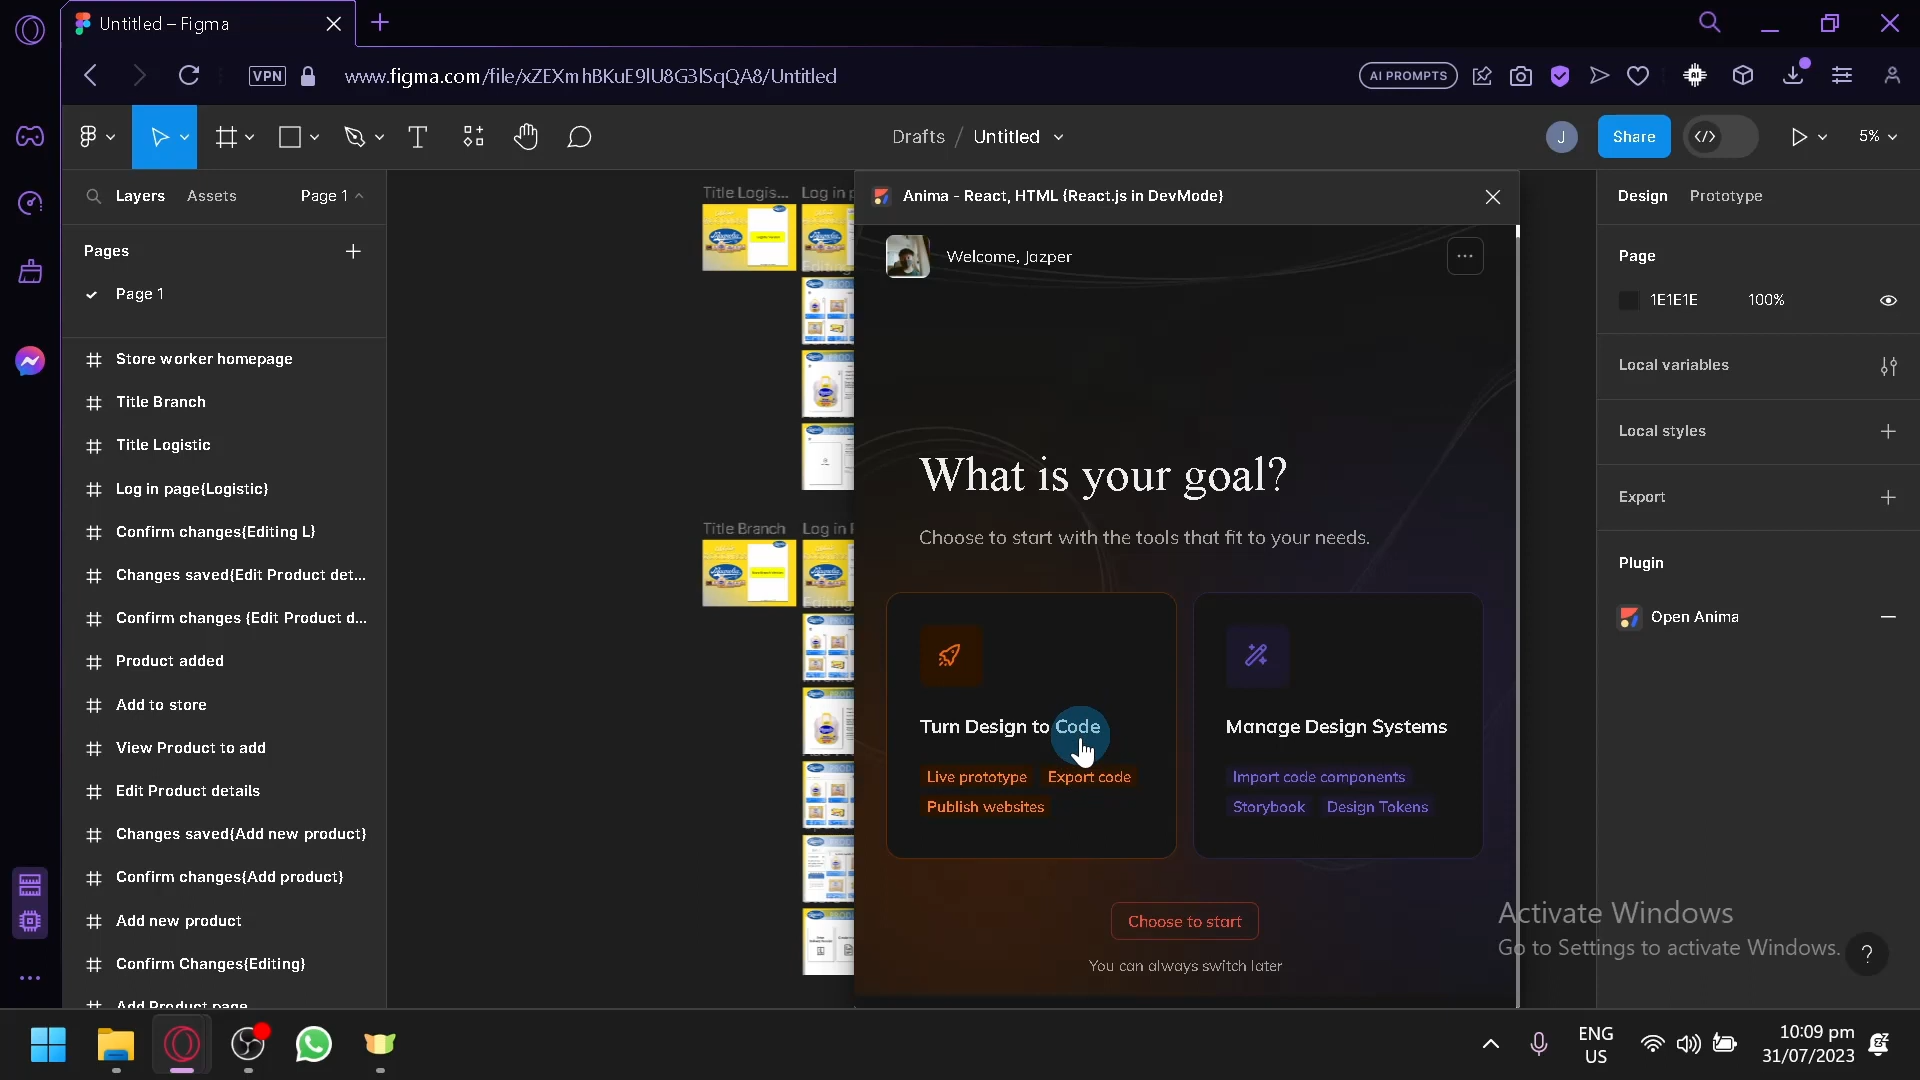 Untitled – Figma
VPN
www.figma.com/file/xZEXmhBKuE9lU8G3lSqQA8/Untitled
AI PROMPTS
Drafts / Untitled
J
Share
5%
Layers
Assets
Page 1
Pages
Page 1
Store worker homepage
Title Branch
Title Logistic
Log in page{Logistic}
Confirm changes{Editing L}
Changes saved{Edit Product det...
Confirm changes {Edit Product d...
Product added
Add to store
View Product to add
Edit Product details
Changes saved{Add new product}
Confirm changes{Add product}
Add new product
Confirm Changes{Editing}
Add Product page
Title Logis...
Log in p
Title Branch
Log in
Anima - React, HTML {React.js in DevMode}
Welcome, Jazper
What is your goal?
Choose to start with the tools that fit to your needs.
Turn Design to Code
Live prototype
Export code
Publish websites
Manage Design Systems
Import code components
Storybook
Design Tokens
Choose to start
You can always switch later
Design
Prototype
Page
1E1E1E
100%
Local variables
Local styles
Export
Plugin
Open Anima
Activate Windows
Go to Settings to activate Windows.
?
ENG
US
10:09 pm
31/07/2023